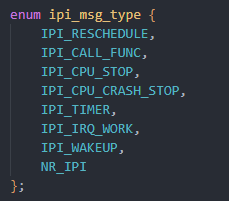 enum ipi_msg_type {
    IPI_RESCHEDULE,
    IPI_CALL_FUNC,
    IPI_CPU_STOP,
    IPI_CPU_CRASH_STOP,
    IPI_TIMER,
    IPI_IRQ_WORK,
    IPI_WAKEUP,
    NR_IPI
};